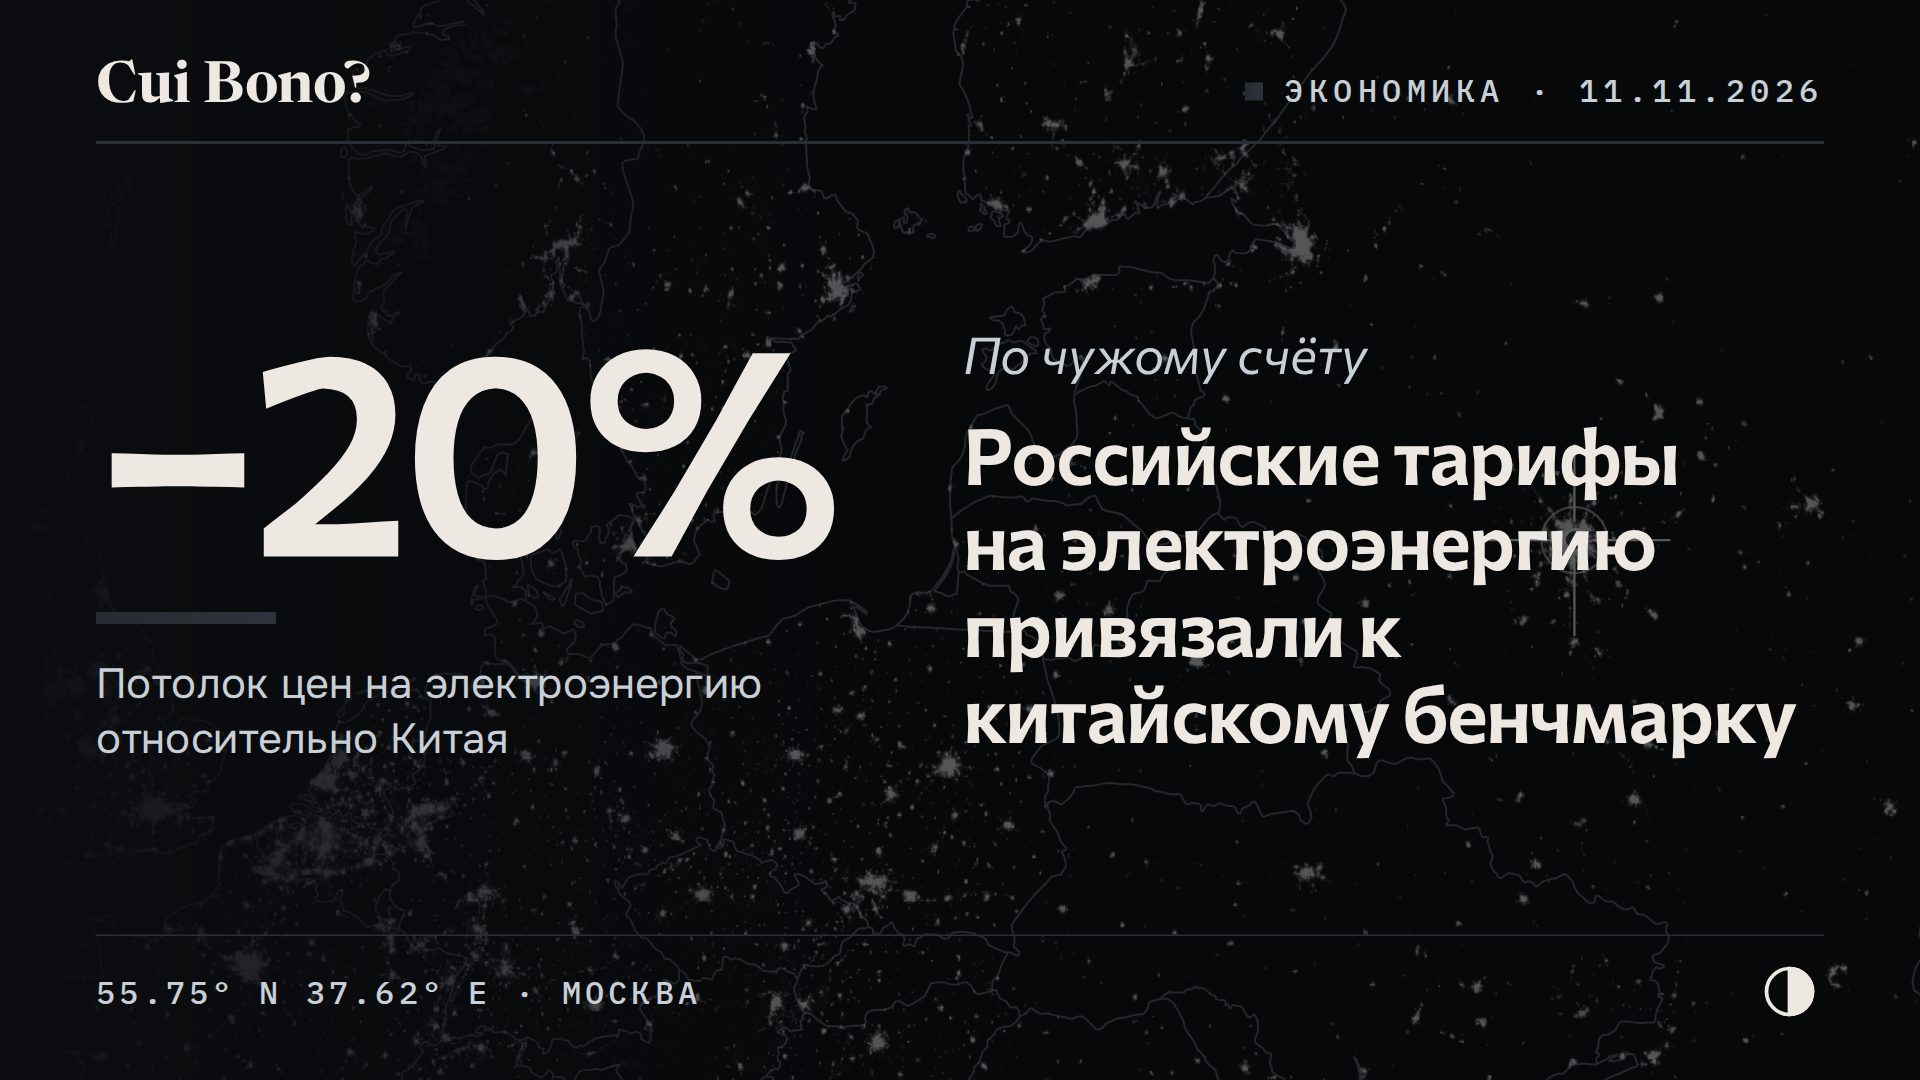 Cui Bono?
ЭКОНОМИКА · 11.11.2026
–20%
Потолок цен на электроэнергию
относительно Китая
По чужому счёту
Российские тарифы
на электроэнергию
привязали к
китайскому бенчмарку
55.75° N 37.62° E · МОСКВА